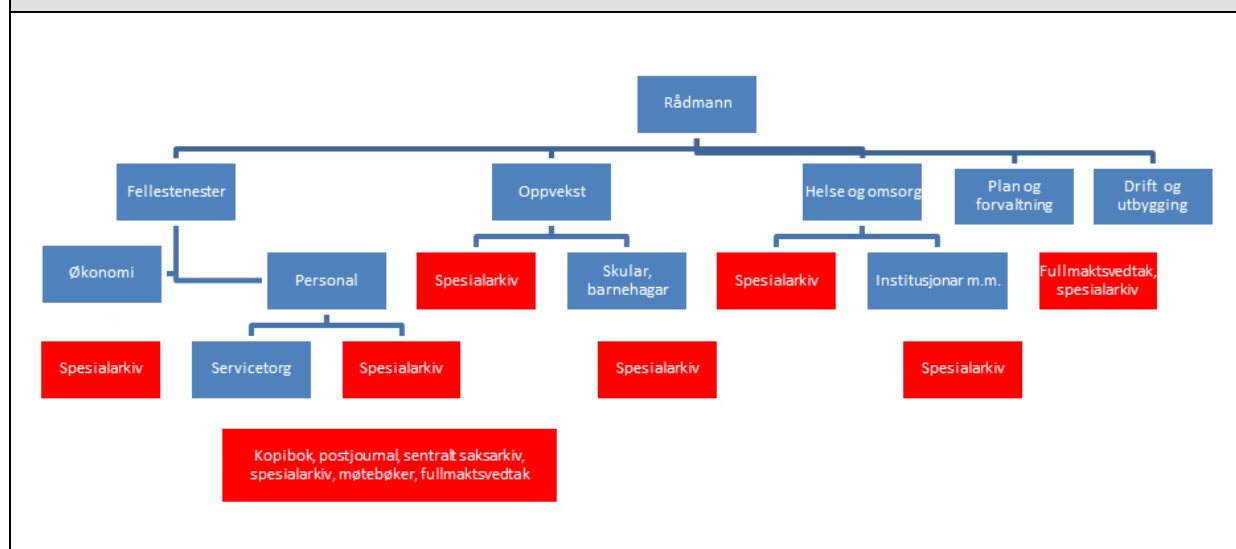 Rådmann
Fellestenester
Oppvekst
Helse og omsorg
Plan og
forvaltning
Drift og
utbygging
Økonomi
Personal
Spesialarkiv
Skular,
barnehagar
Spesialarkiv
Institusjonar m.m.
Fullmaktsvedtak,
spesialarkiv
Spesialarkiv
Servicetorg
Spesialarkiv
Spesialarkiv
Spesialarkiv
Kopibok, postjournal, sentralt saksarkiv,
spesialarkiv, møtebøker, fullmaktsvedtak